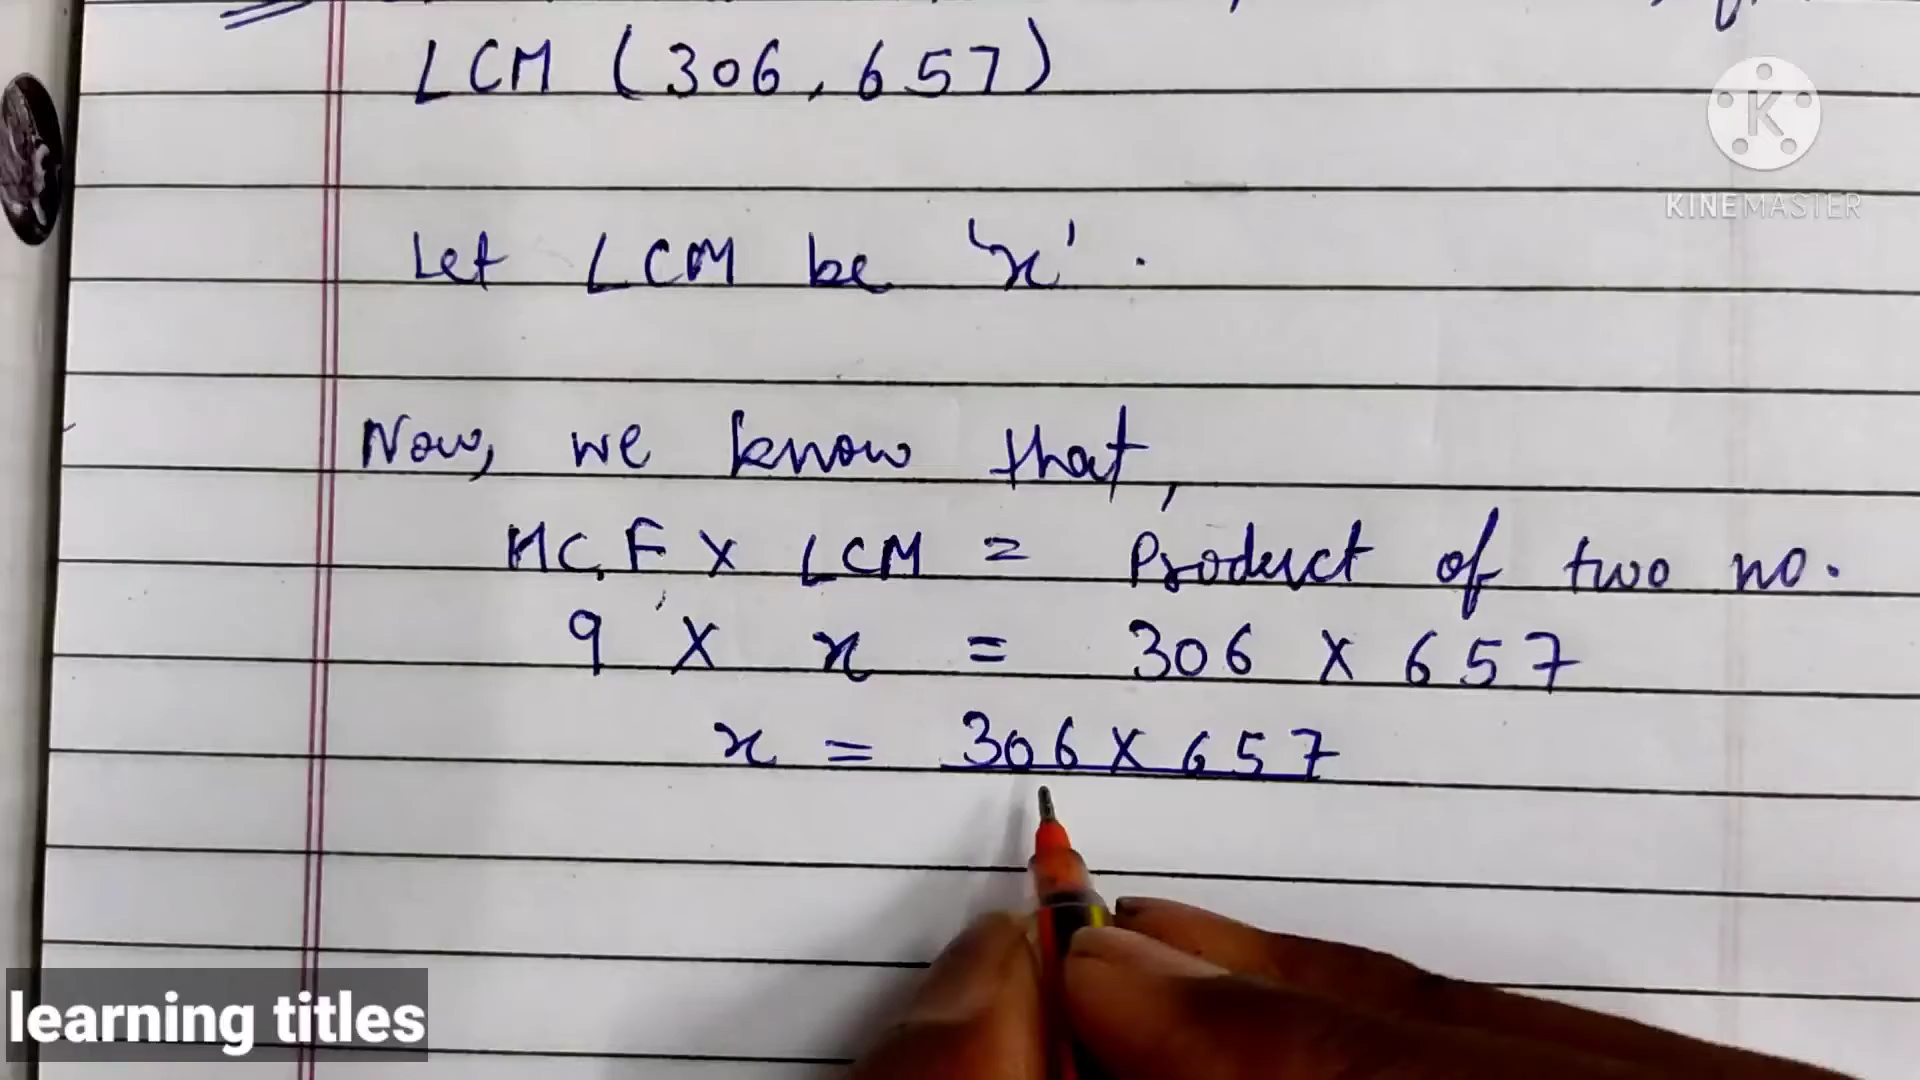 LCM (306, 657)
KINEMASTER
Let LCM be 'x'.
Now, we know that,
HCF X LCM = Product of two no.
9 X x = 306 X 657
x = 306 X 657
learning titles